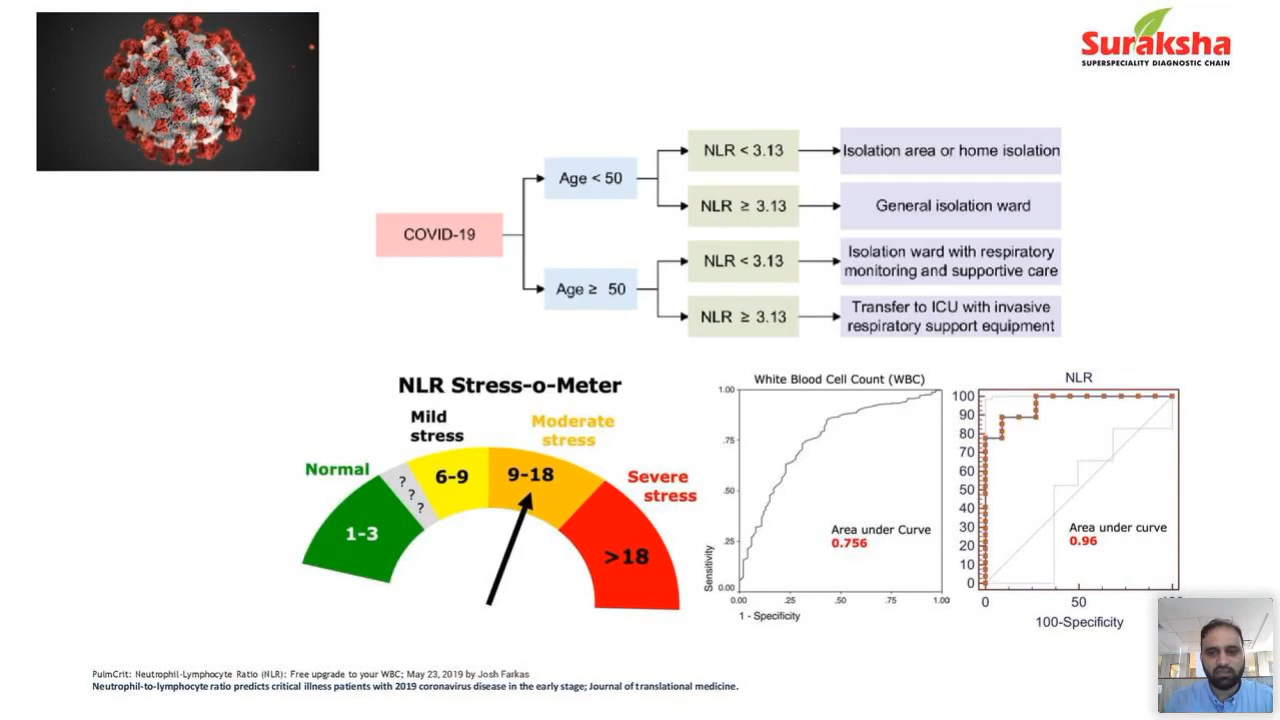 Suraksha
SUPERSPECIALITY DIAGNOSTIC CHAIN
COVID-19
Age < 50
Age ≥ 50
NLR < 3.13
Isolation area or home isolation
NLR ≥ 3.13
General isolation ward
NLR < 3.13
Isolation ward with respiratory
monitoring and supportive care
NLR ≥ 3.13
Transfer to ICU with invasive
respiratory support equipment
NLR Stress-o-Meter
Normal
Mild
stress
Moderate
stress
Severe
stress
1-3
?
?
?
6-9
9-18
>18
White Blood Cell Count (WBC)
1.00
.75
.50
.25
0.00
Sensitivity
Area under Curve
0.756
0.00 .25 .50 .75 1.00
1 - Specificity
NLR
100
90
80
70
60
50
40
30
20
10
0
Area under curve
0.96
0 50 100
100-Specificity
PulmCrit: Neutrophil-Lymphocyte Ratio (NLR): Free upgrade to your WBC; May 23, 2019 by Josh Farkas
Neutrophil-to-lymphocyte ratio predicts critical illness patients with 2019 coronavirus disease in the early stage; Journal of translational medicine.